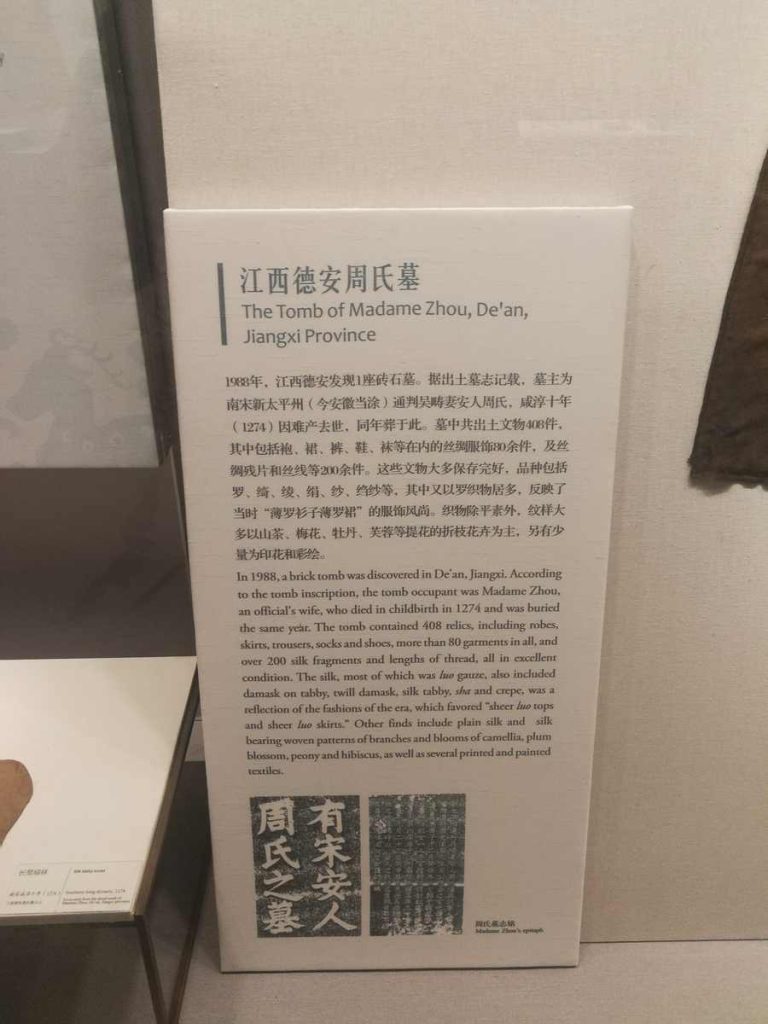 江西德安周氏墓
The Tomb of Madame Zhou, De'an,
Jiangxi Province
1988年，江西德安发现1座砖石墓。据出土墓志记载，墓主为
南宋新太平州（今安徽当涂）通判吴畴妻安人周氏，咸淳十年
（1274）因难产去世，同年葬于此。墓中共出土文物408件，
其中包括袍、裙、裤、鞋、袜等在内的丝绸服饰80余件，及丝
绸残片和丝线等200余件。这些文物大多保存完好，品种包括
罗、绮、绫、绢、纱、绉纱等，其中又以罗织物居多，反映了
当时“薄罗衫子薄罗裙”的服饰风尚。织物除平素外，纹样大
多以山茶、梅花、牡丹、芙蓉等提花的折枝花卉为主，另有少
量为印花和彩绘。
In 1988, a brick tomb was discovered in De'an, Jiangxi. According
to the tomb inscription, the tomb occupant was Madame Zhou,
an official's wife, who died in childbirth in 1274 and was buried
the same year. The tomb contained 408 relics, including robes,
skirts, trousers, socks and shoes, more than 80 garments in all, and
over 200 silk fragments and lengths of thread, all in excellent
condition. The silk, most of which was luo gauze, also included
damask on tabby, twill damask, silk tabby, sha and crepe, was a
reflection of the fashions of the era, which favored “sheer luo tops
and sheer luo skirts.” Other finds include plain silk and silk
bearing woven patterns of branches and blooms of camellia, plum
blossom, peony and hibiscus, as well as several printed and painted
textiles.
有宋安人
周氏之墓
周氏墓志铭
Madame Zhou's epitaph
Southern Song dynasty, 1274